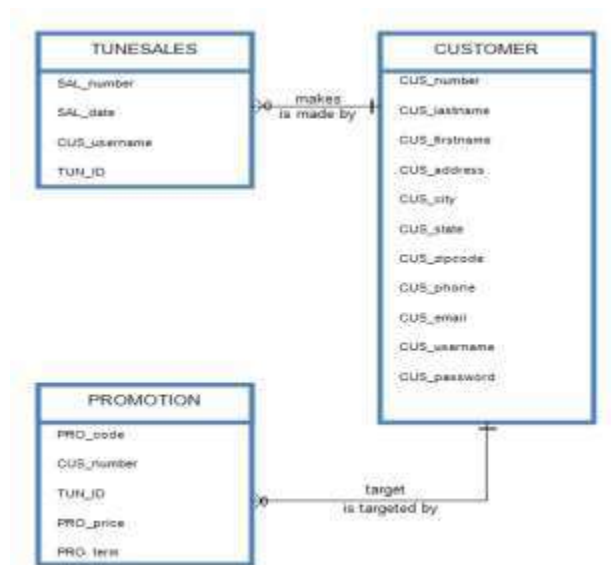 TUNESALES
SAL_number
SAL_date
CUS_username
TUN_ID
makes
is made by
CUSTOMER
CUS_number
CUS_lastname
CUS_firstname
CUS_address
CUS_city
CUS_state
CUS_zipcode
CUS_phone
CUS_email
CUS_username
CUS_password
PROMOTION
PRO_code
CUS_number
TUN_ID
PRO_price
PRO_term
target
is targeted by